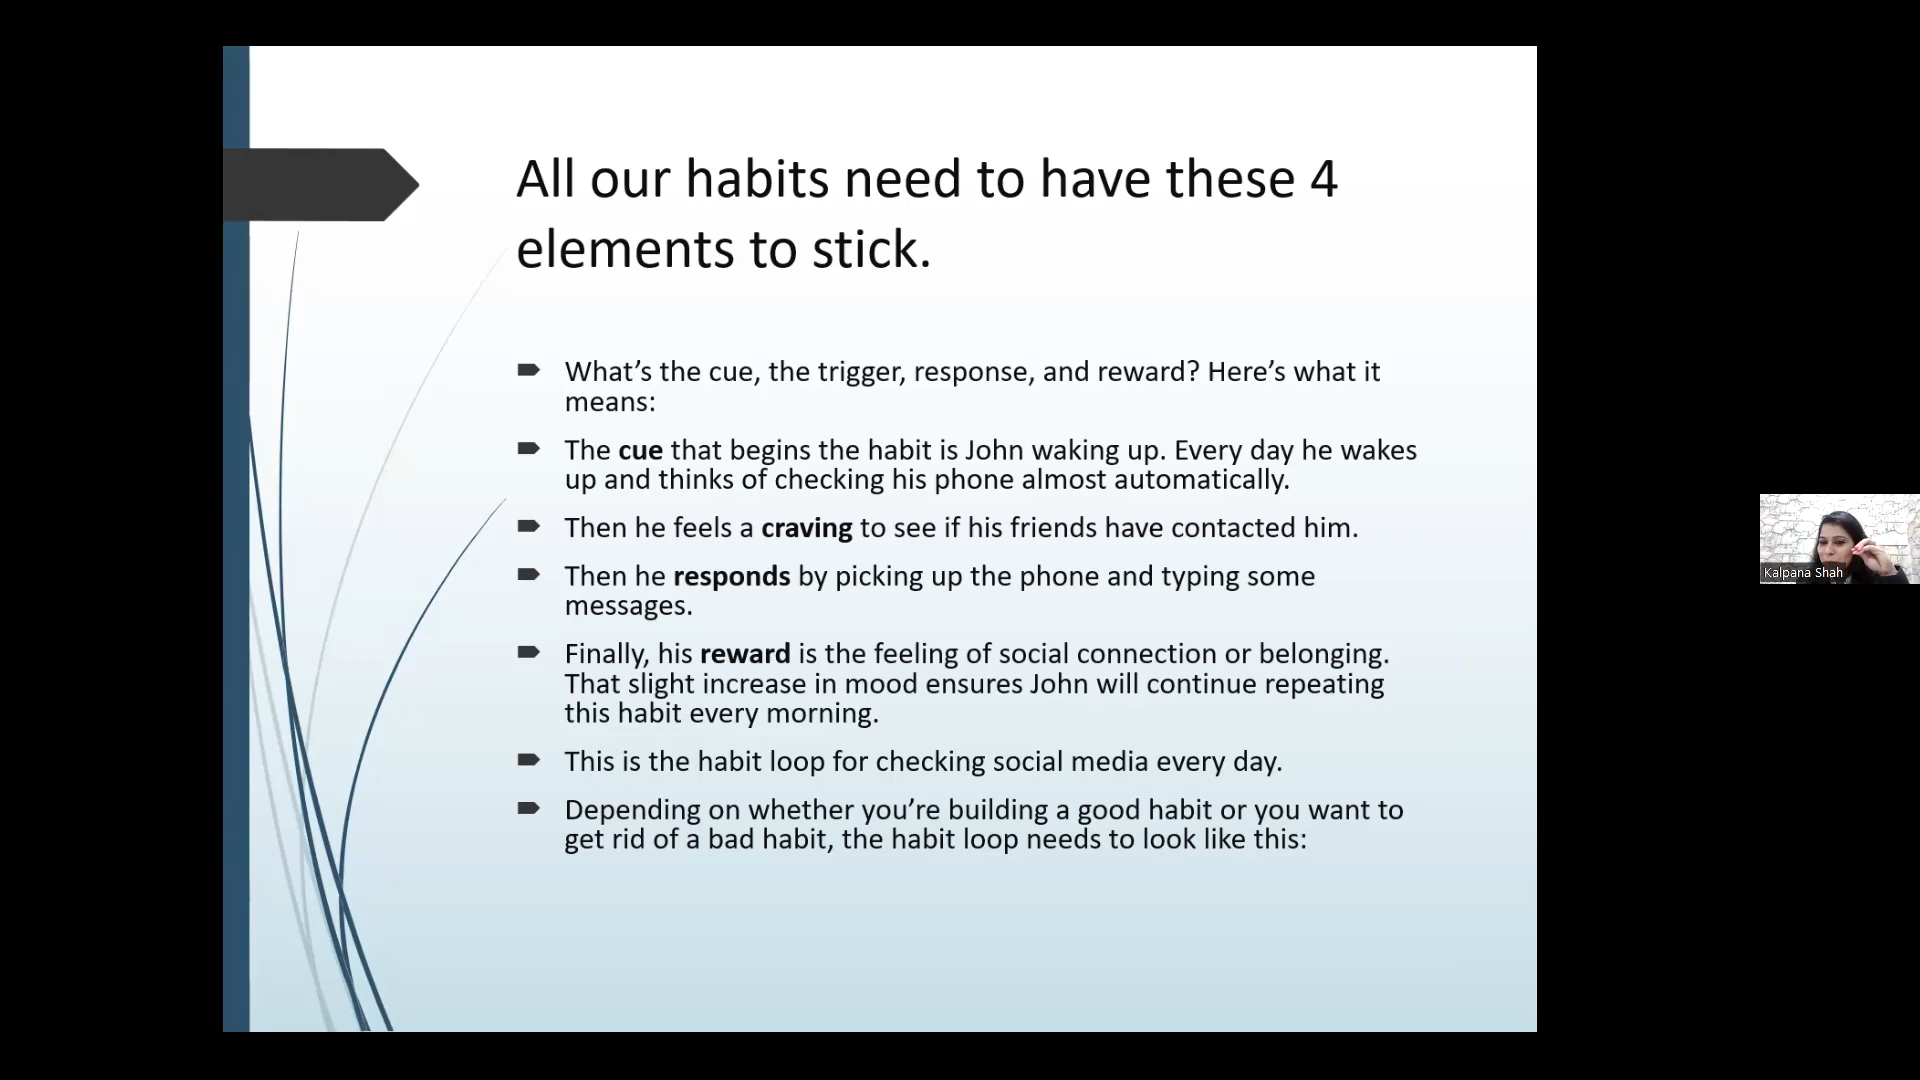 All our habits need to have these 4
elements to stick.
What’s the cue, the trigger, response, and reward? Here’s what it
means:
The cue that begins the habit is John waking up. Every day he wakes
up and thinks of checking his phone almost automatically.
Then he feels a craving to see if his friends have contacted him.
Then he responds by picking up the phone and typing some
messages.
Finally, his reward is the feeling of social connection or belonging.
That slight increase in mood ensures John will continue repeating
this habit every morning.
This is the habit loop for checking social media every day.
Depending on whether you’re building a good habit or you want to
get rid of a bad habit, the habit loop needs to look like this:
Kalpana Shah